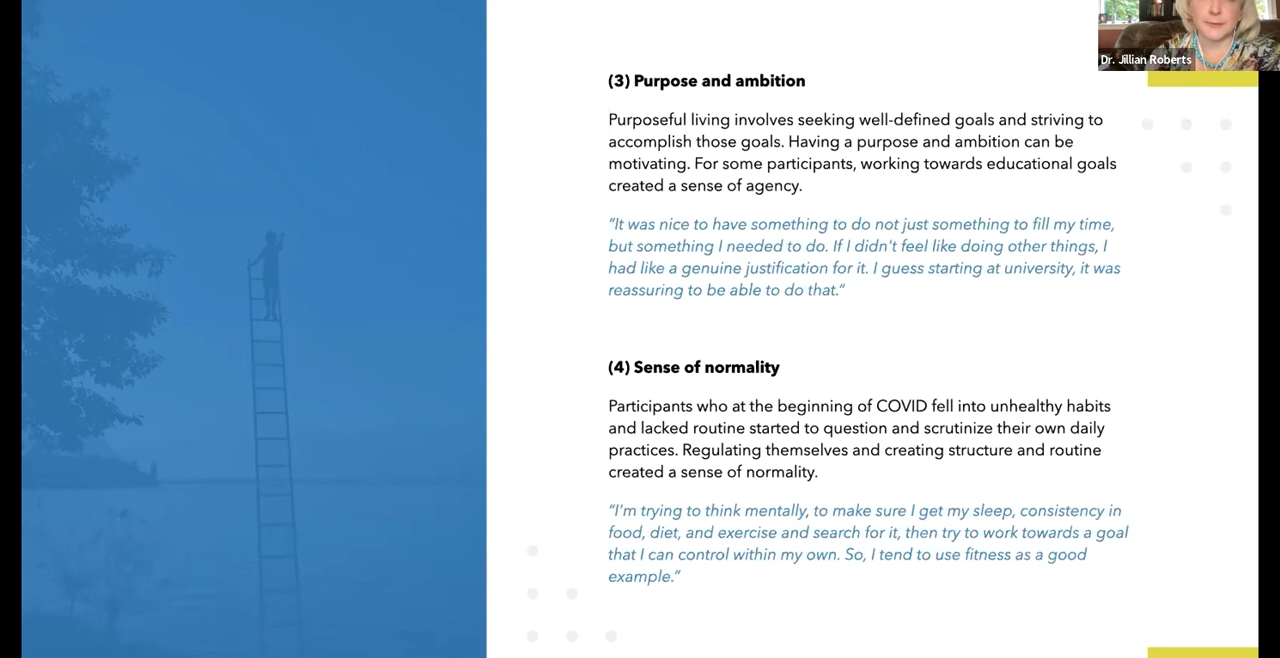 Dr. Jillian Roberts
(3) Purpose and ambition
Purposeful living involves seeking well-defined goals and striving to
accomplish those goals. Having a purpose and ambition can be
motivating. For some participants, working towards educational goals
created a sense of agency.
“It was nice to have something to do not just something to fill my time,
but something I needed to do. If I didn't feel like doing other things, I
had like a genuine justification for it. I guess starting at university, it was
reassuring to be able to do that.“
(4) Sense of normality
Participants who at the beginning of COVID fell into unhealthy habits
and lacked routine started to question and scrutinize their own daily
practices. Regulating themselves and creating structure and routine
created a sense of normality.
“I'm trying to think mentally, to make sure I get my sleep, consistency in
food, diet, and exercise and search for it, then try to work towards a goal
that I can control within my own. So, I tend to use fitness as a good
example.“